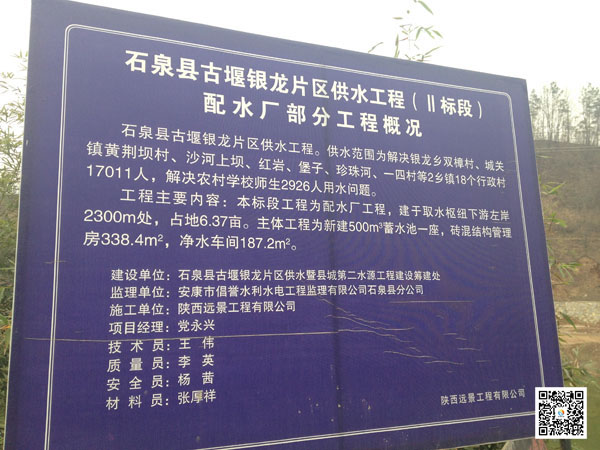 石泉县古堰银龙片区供水工程(Ⅱ标段)
配水厂部分工程概况
石泉县古堰银龙片区供水工程。供水范围为解决银龙乡双樟村、城关
镇黄荆坝村、沙河上坝、红岩、堡子、珍珠河、一四村等2乡镇18个行政村
17011人,解决农村学校师生2926人用水问题。
工程主要内容:本标段工程为配水厂工程,建于取水枢纽下游左岸
2300m处,占地6.37亩。主体工程为新建500m³蓄水池一座,砖混结构管理
房338.4m²,净水车间187.2m²。
建设单位:石泉县古堰银龙片区供水暨县城第二水源工程建设筹建处
监理单位:安康市倡誉水利水电工程监理有限公司石泉县分公司
施工单位:陕西远景工程有限公司
项目经理:党永兴
技术员:王伟
质量员:李英
安全员:杨茜
材料员:张厚祥
陕西远景工程有限公司